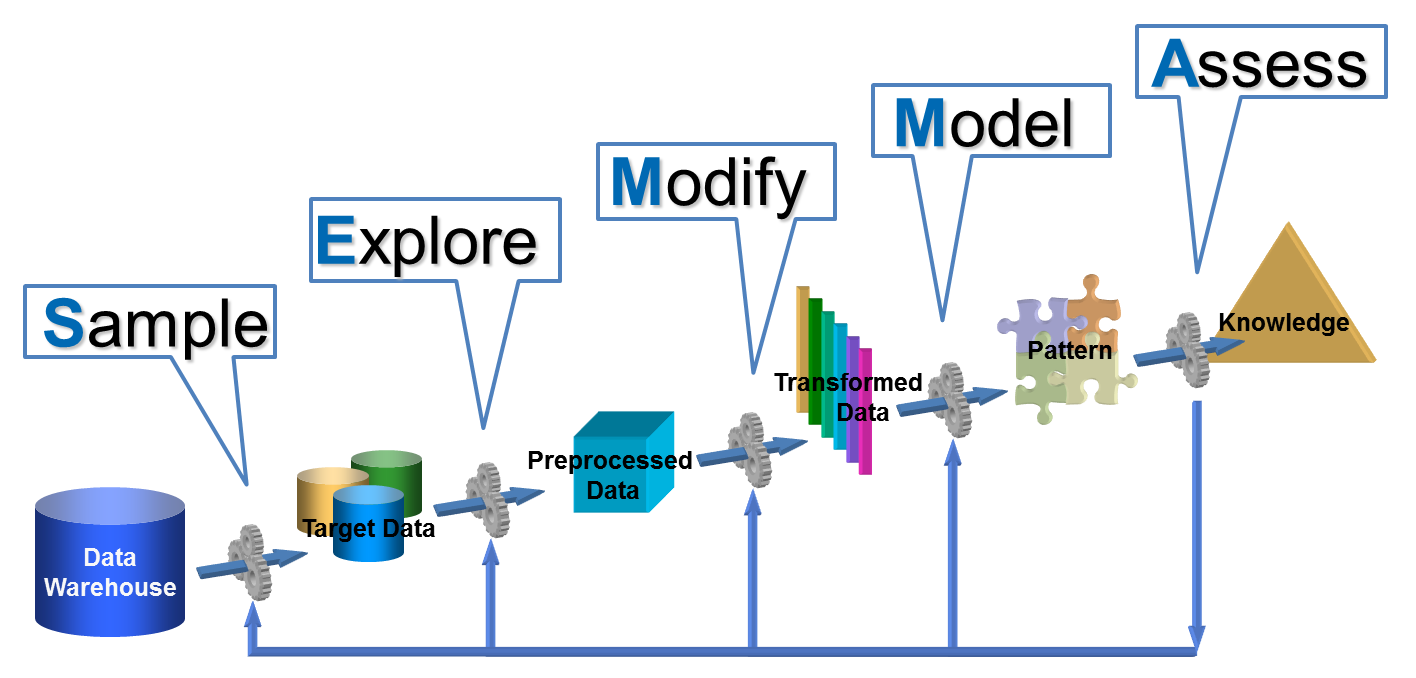 Assess
Model
Modify
Explore
Sample
Data
Warehouse
Target Data
Preprocessed
Data
Transformed
Data
Pattern
Knowledge